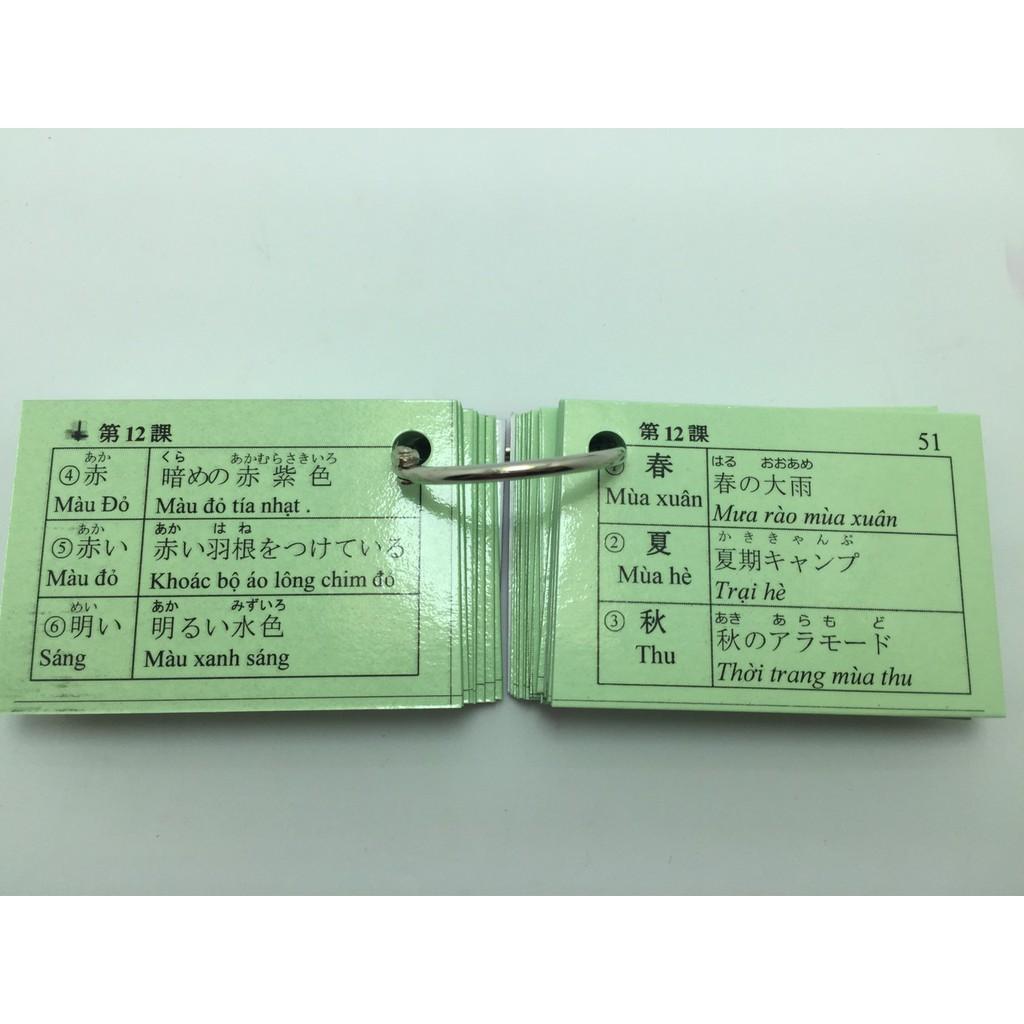 第12課
あか
④赤
Màu Đỏ
くら あかむらさきいろ
暗めの赤紫色
Màu đỏ tía nhạt .
あか
⑤赤い
Màu đỏ
あか はね
赤い羽根をつけている
Khoác bộ áo lông chim đỏ
めい
⑥明い
Sáng
あか みずいろ
明るい水色
Màu xanh sáng
第12課
51
春
Mùa xuân
はる おおあめ
春の大雨
Mưa rào mùa xuân
② 夏
Mùa hè
かききゃんぷ
夏期キャンプ
Trại hè
③ 秋
Thu
あき あらもど
秋のアラモード
Thời trang mùa thu